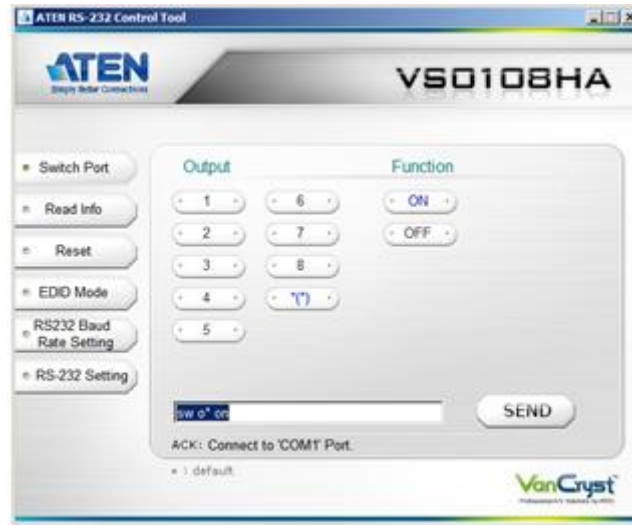 ATEN RS-232 Control Tool
ATEN
Simply Better Connections
VS0108HA
Switch Port
Read Info
Reset
EDID Mode
RS232 Baud
Rate Setting
RS-232 Setting
Output
Function
1
6
ON
2
7
OFF
3
8
4
"(*)
5
sw o* on
SEND
ACK: Connect to 'COM1' Port.
* : default
VanCryst